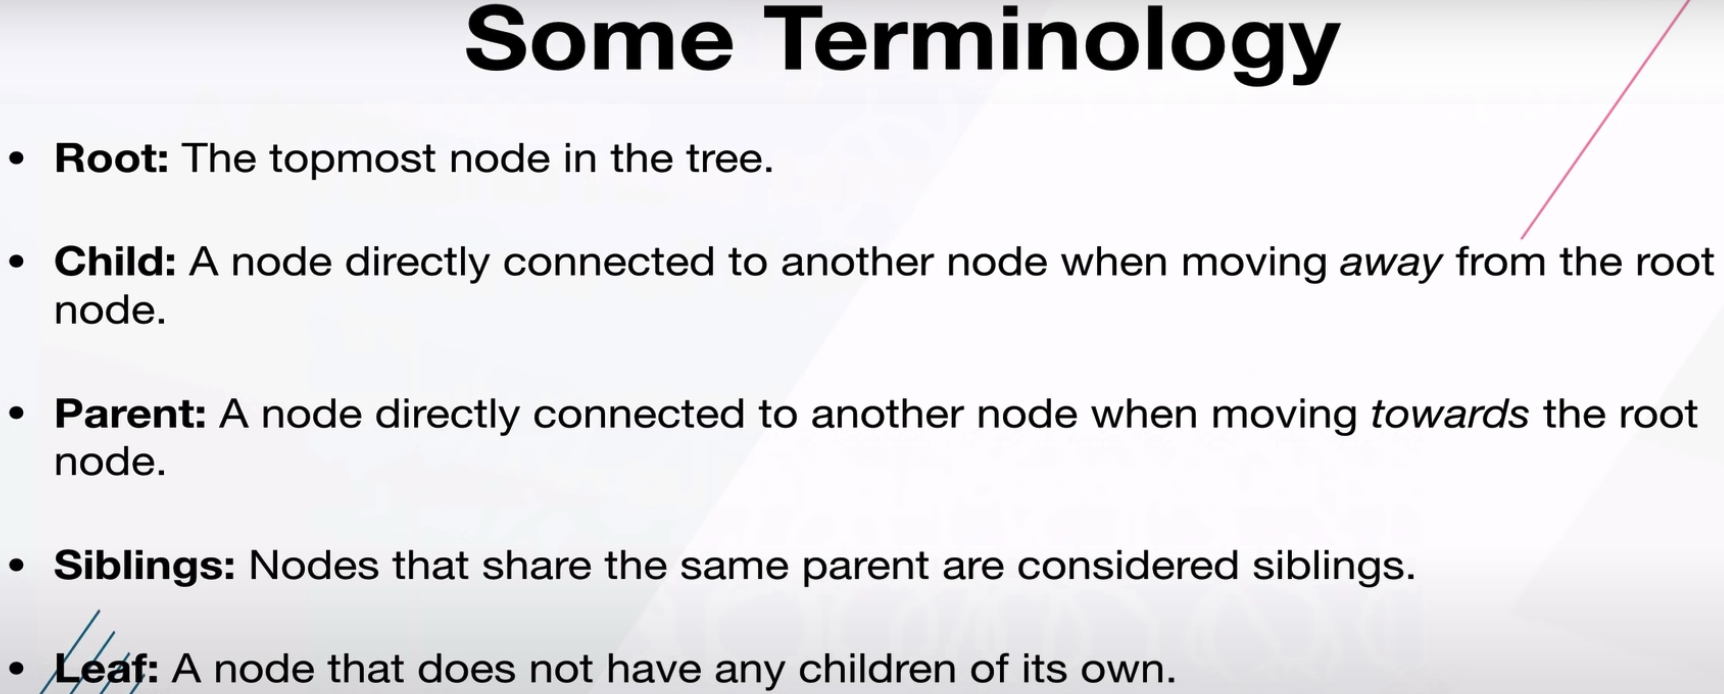 Some Terminology
• Root: The topmost node in the tree.
• Child: A node directly connected to another node when moving away from the root
node.
• Parent: A node directly connected to another node when moving towards the root
node.
• Siblings: Nodes that share the same parent are considered siblings.
• Leaf: A node that does not have any children of its own.